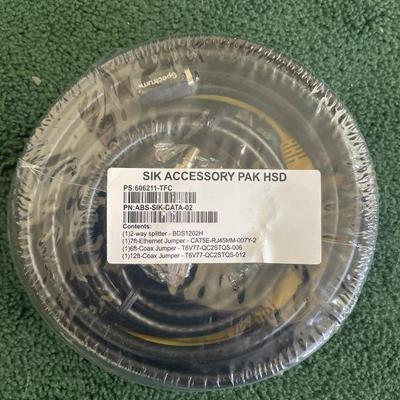 Spectrum
SIK ACCESSORY PAK HSD
PS:606211-TFC
PN:ABS-SIK-DATA-02
Contents:
(1)2-way splitter - BDS1202H
(1)7ft-Ethernet Jumper - CAT5E-RJ45MM-007Y-2
(1)6ft-Coax Jumper - T6V77-QC2STQS-006
(1)12ft-Coax Jumper - T6V77-QC2STQS-012